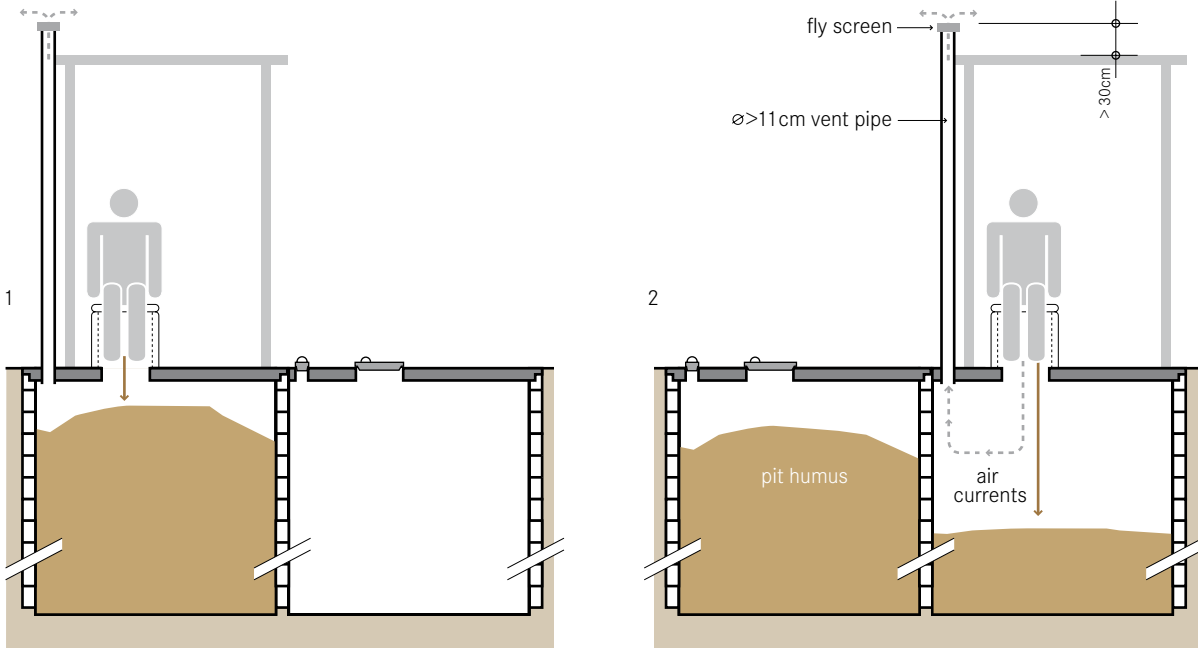 1
2
fly screen
⌀>11cm vent pipe
> 30cm
pit humus
air
currents